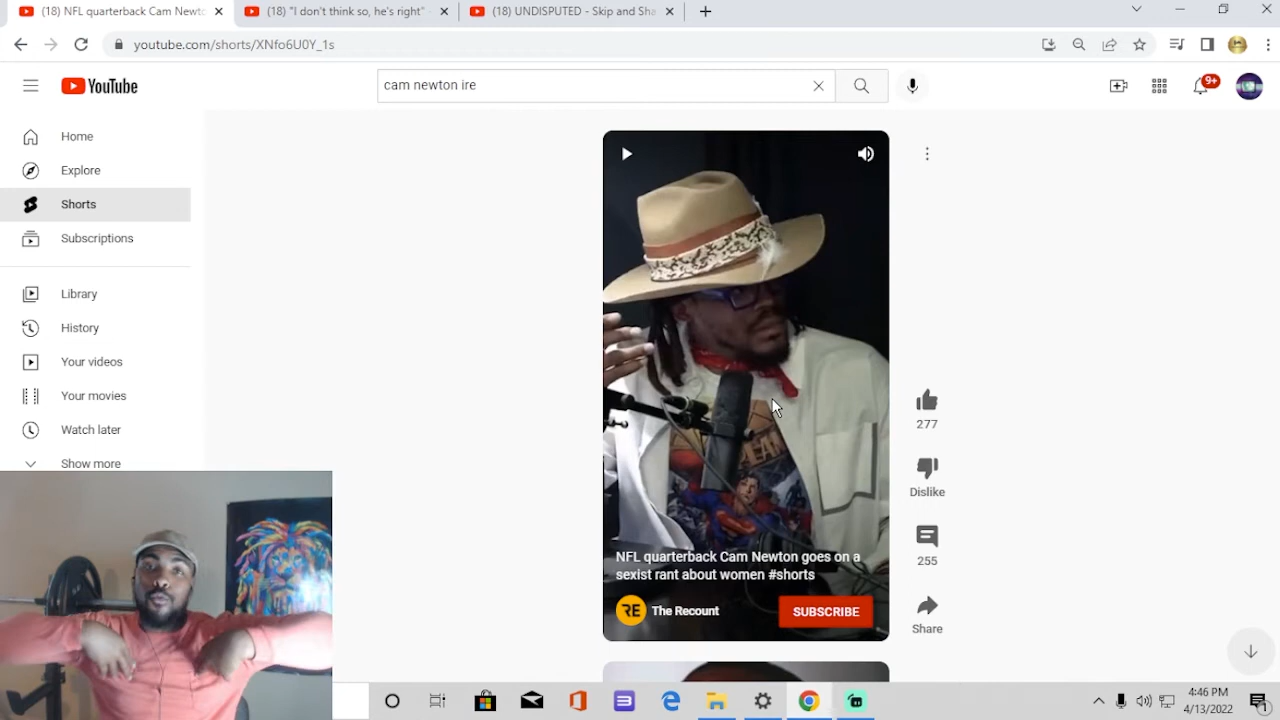 (18) NFL quarterback Cam Newto
(18) "I don't think so, he's right" -
(18) UNDISPUTED - Skip and Sha
youtube.com/shorts/XNfo6U0Y_1s
YouTube
cam newton ire
9+
Home
Explore
Shorts
Subscriptions
Library
History
Your videos
Your movies
Watch later
Show more
277
Dislike
255
Share
NFL quarterback Cam Newton goes on a
sexist rant about women #shorts
RE
The Recount
SUBSCRIBE
4:46 PM
4/13/2022
1